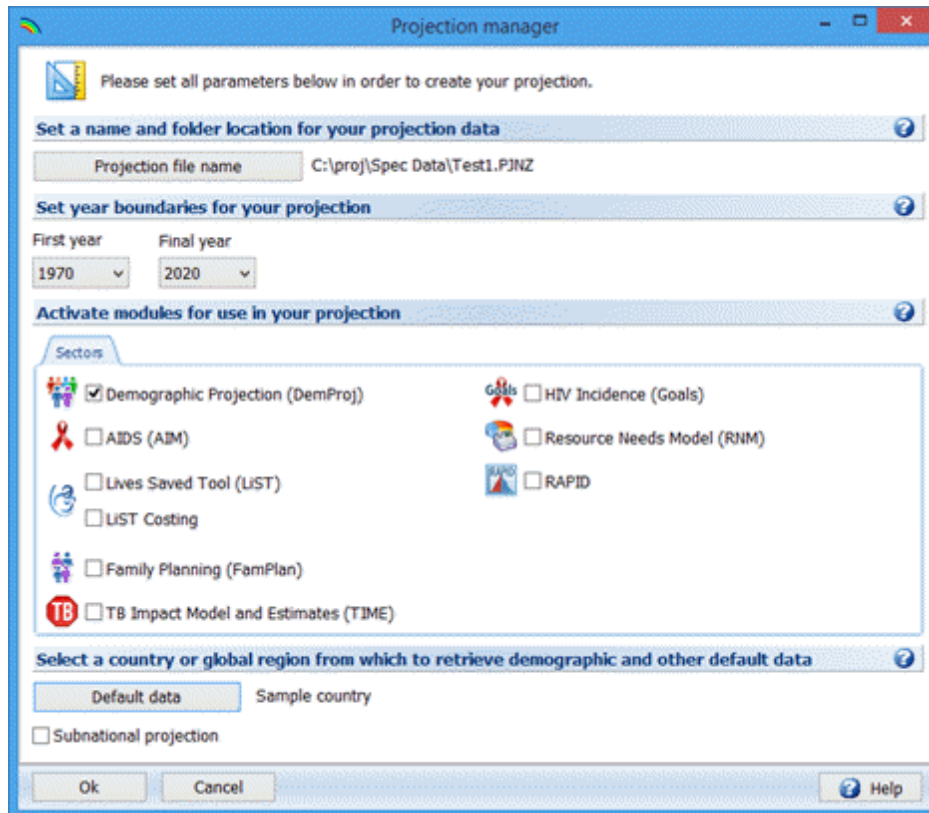 Projection manager
Please set all parameters below in order to create your projection.
Set a name and folder location for your projection data
Projection file name C:\proj\Spec Data\Test1.PJNZ
Set year boundaries for your projection
First year Final year
1970 2020
Activate modules for use in your projection
Sectors
Demographic Projection (DemProj) Goals HIV Incidence (Goals)
AIDS (AIM) Resource Needs Model (RNM)
Lives Saved Tool (LiST) RAPID RAPID
LiST Costing
Family Planning (FamPlan)
TB TB Impact Model and Estimates (TIME)
Select a country or global region from which to retrieve demographic and other default data
Default data Sample country
Subnational projection
Ok Cancel Help